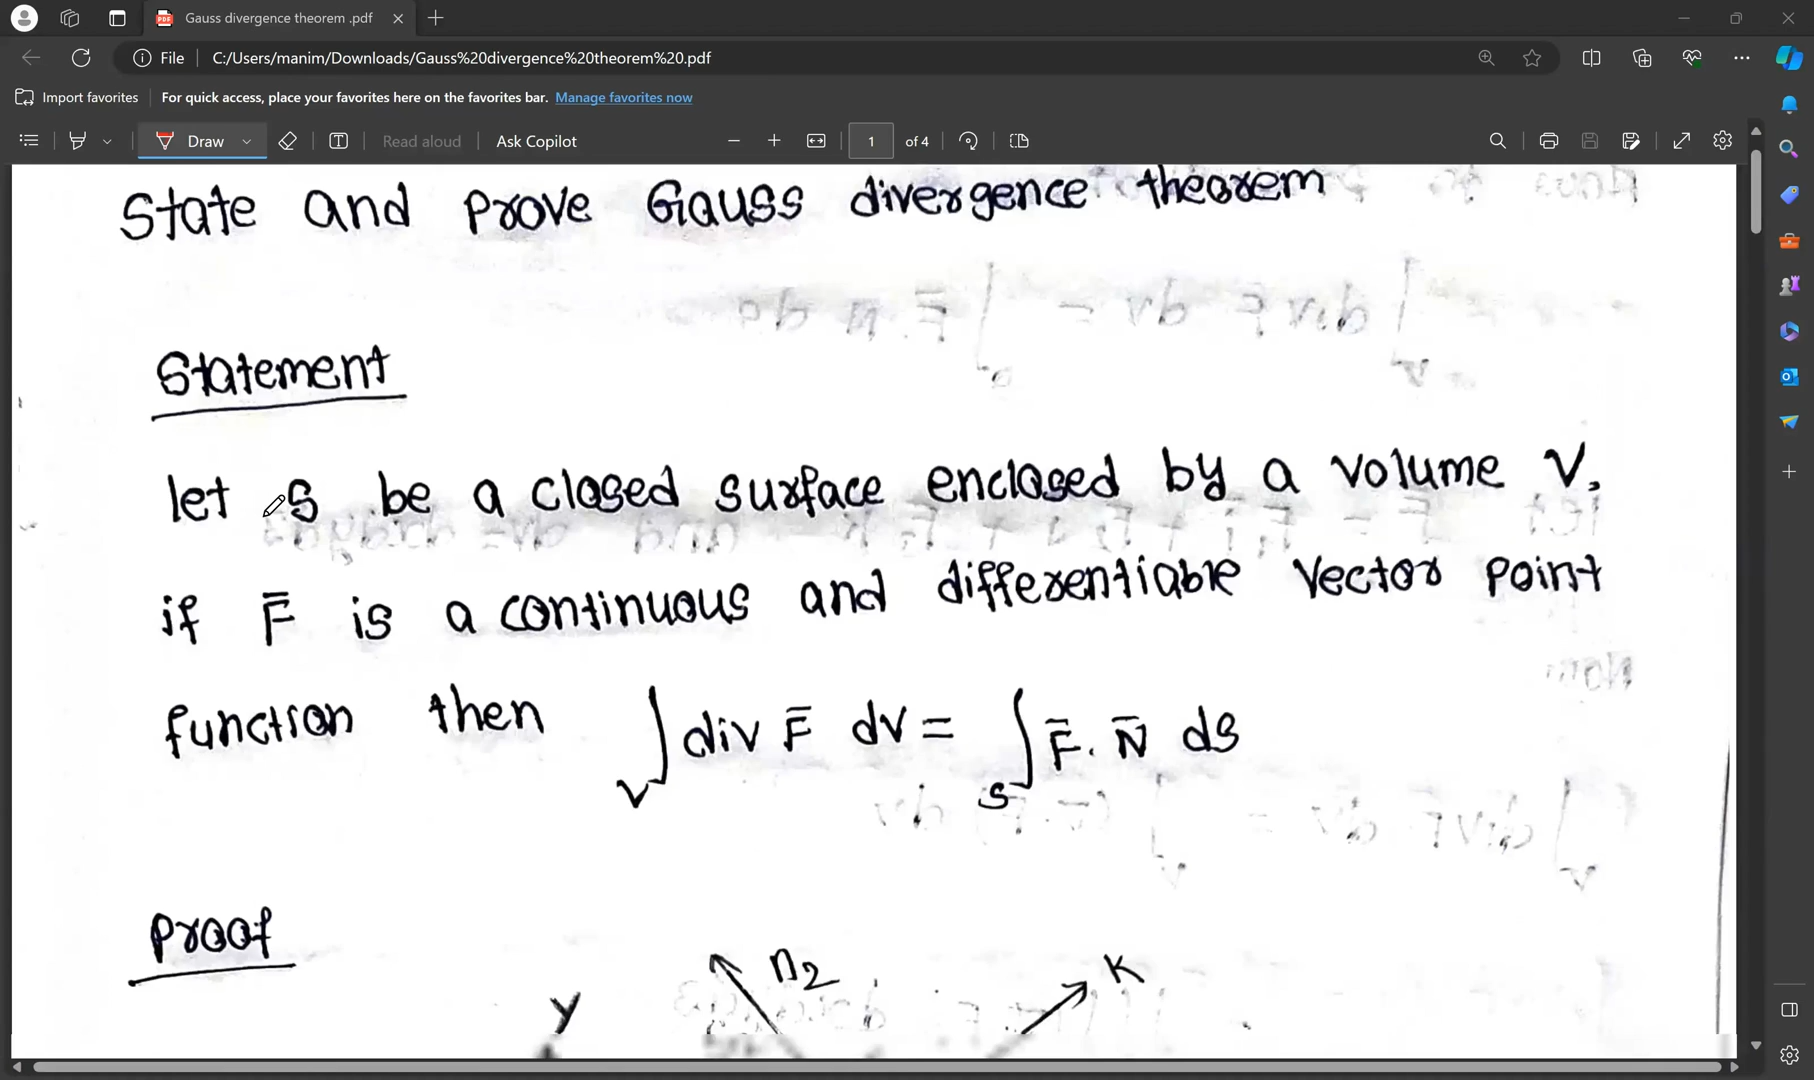 Gauss divergence theorem .pdf
File C:/Users/manim/Downloads/Gauss%20divergence%20theorem%20.pdf
Import favorites For quick access, place your favorites here on the favorites bar. Manage favorites now
Draw Read aloud Ask Copilot 1 of 4
State and prove Gauss divergence theorem
Statement
let S be a closed surface enclosed by a volume V.
if F̄ is a continuous and differentiable vector point
function then ∫_V div F̄ dv = ∫_S F̄. N̄ ds
Proof
n2 K
Y